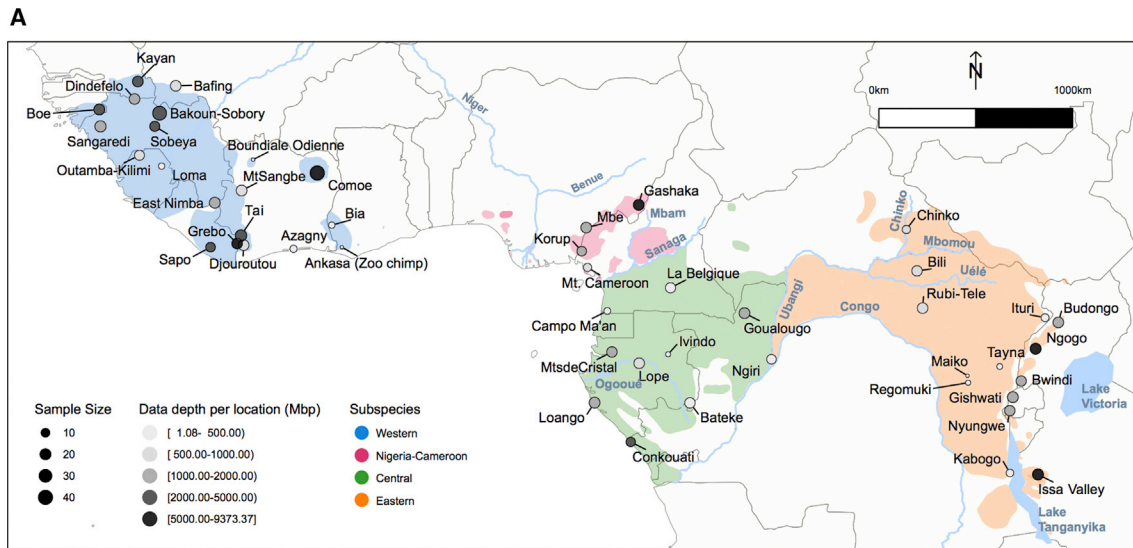 A
Kayan
Dindefelo
Bafing
Boe
Bakoun-Sobory
Sangaredi
Sobeya
Boundiale Odienne
Outamba-Kilimi
Loma
MtSangbe
Comoe
East Nimba
Tai
Bia
Grebo
Azagny
Sapo
Djouroutou
Ankasa (Zoo chimp)
Niger
Benue
Gashaka
Mbam
Mbe
Korup
Sanaga
Mt. Cameroon
La Belgique
Campo Ma'an
Goualougo
Ubangi
Ivindo
MtsdeCristal
Lope
Ngiri
Ogooué
Loango
Bateke
Conkouati
N
0km
1000km
Chinko
Chinko
Mbomou
Bili
Uélé
Congo
Rubi-Tele
Ituri
Budongo
Ngogo
Tayna
Maiko
Bwindi
Regomuki
Gishwati
Lake
Victoria
Nyungwe
Kabogo
Issa Valley
Lake
Tanganyika
Sample Size
10
20
30
40
Data depth per location (Mbp)
[ 1.08- 500.00)
[ 500.00-1000.00)
[1000.00-2000.00)
[2000.00-5000.00)
[5000.00-9373.37]
Subspecies
Western
Nigeria-Cameroon
Central
Eastern